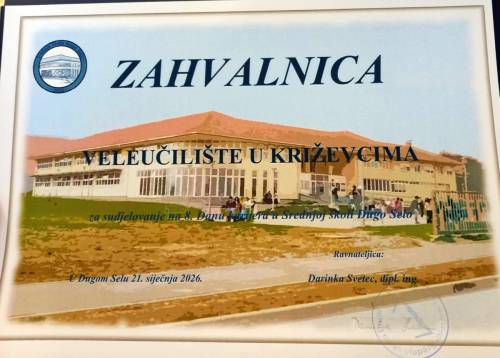 ZAHVALNICA
VELEUČILIŠTE U KRIŽEVCIMA
za sudjelovanje na 8. Danu karijera u Srednjoj školi Dugo Selo
Ravnateljica:
U Dugom Selu 21. siječnja 2026.
Darinka Svetec, dipl. ing.